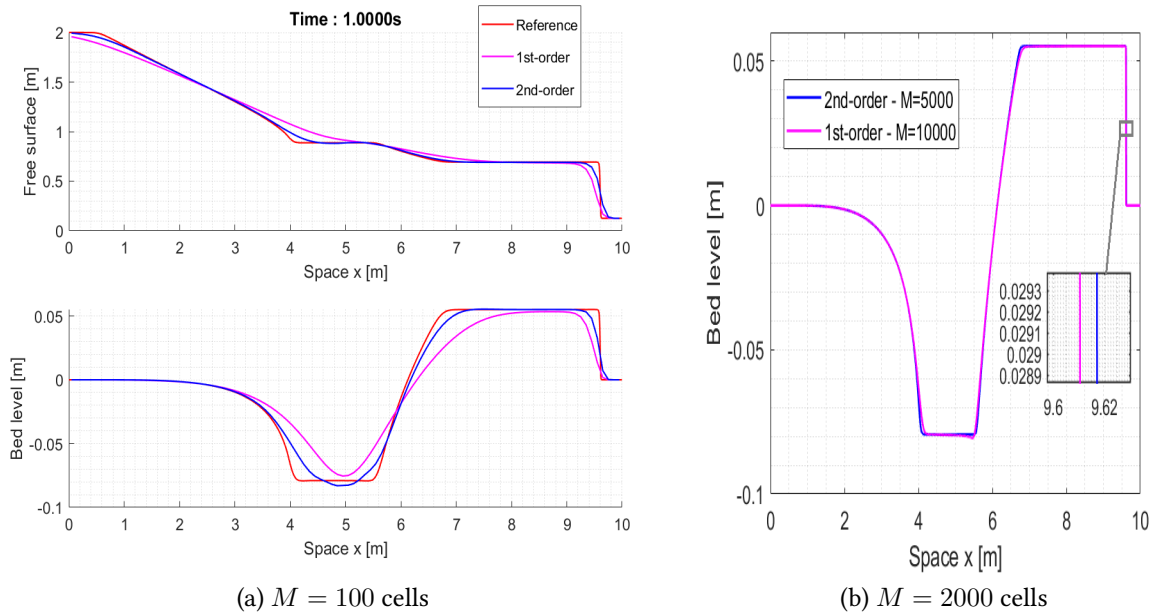 Time : 1.0000s
Free surface [m]
2
1.5
1
0.5
0
Reference
1st-order
2nd-order
0 1 2 3 4 5 6 7 8 9 10
Space x [m]
Bed level [m]
0.05
0
-0.05
-0.1
0 1 2 3 4 5 6 7 8 9 10
Space x [m]
(a) M = 100 cells
Bed level [m]
0.05
0
-0.05
-0.1
2nd-order - M=5000
1st-order - M=10000
0.0293
0.0292
0.0291
0.029
0.0289
9.6 9.62
0 2 4 6 8 10
Space x [m]
(b) M = 2000 cells